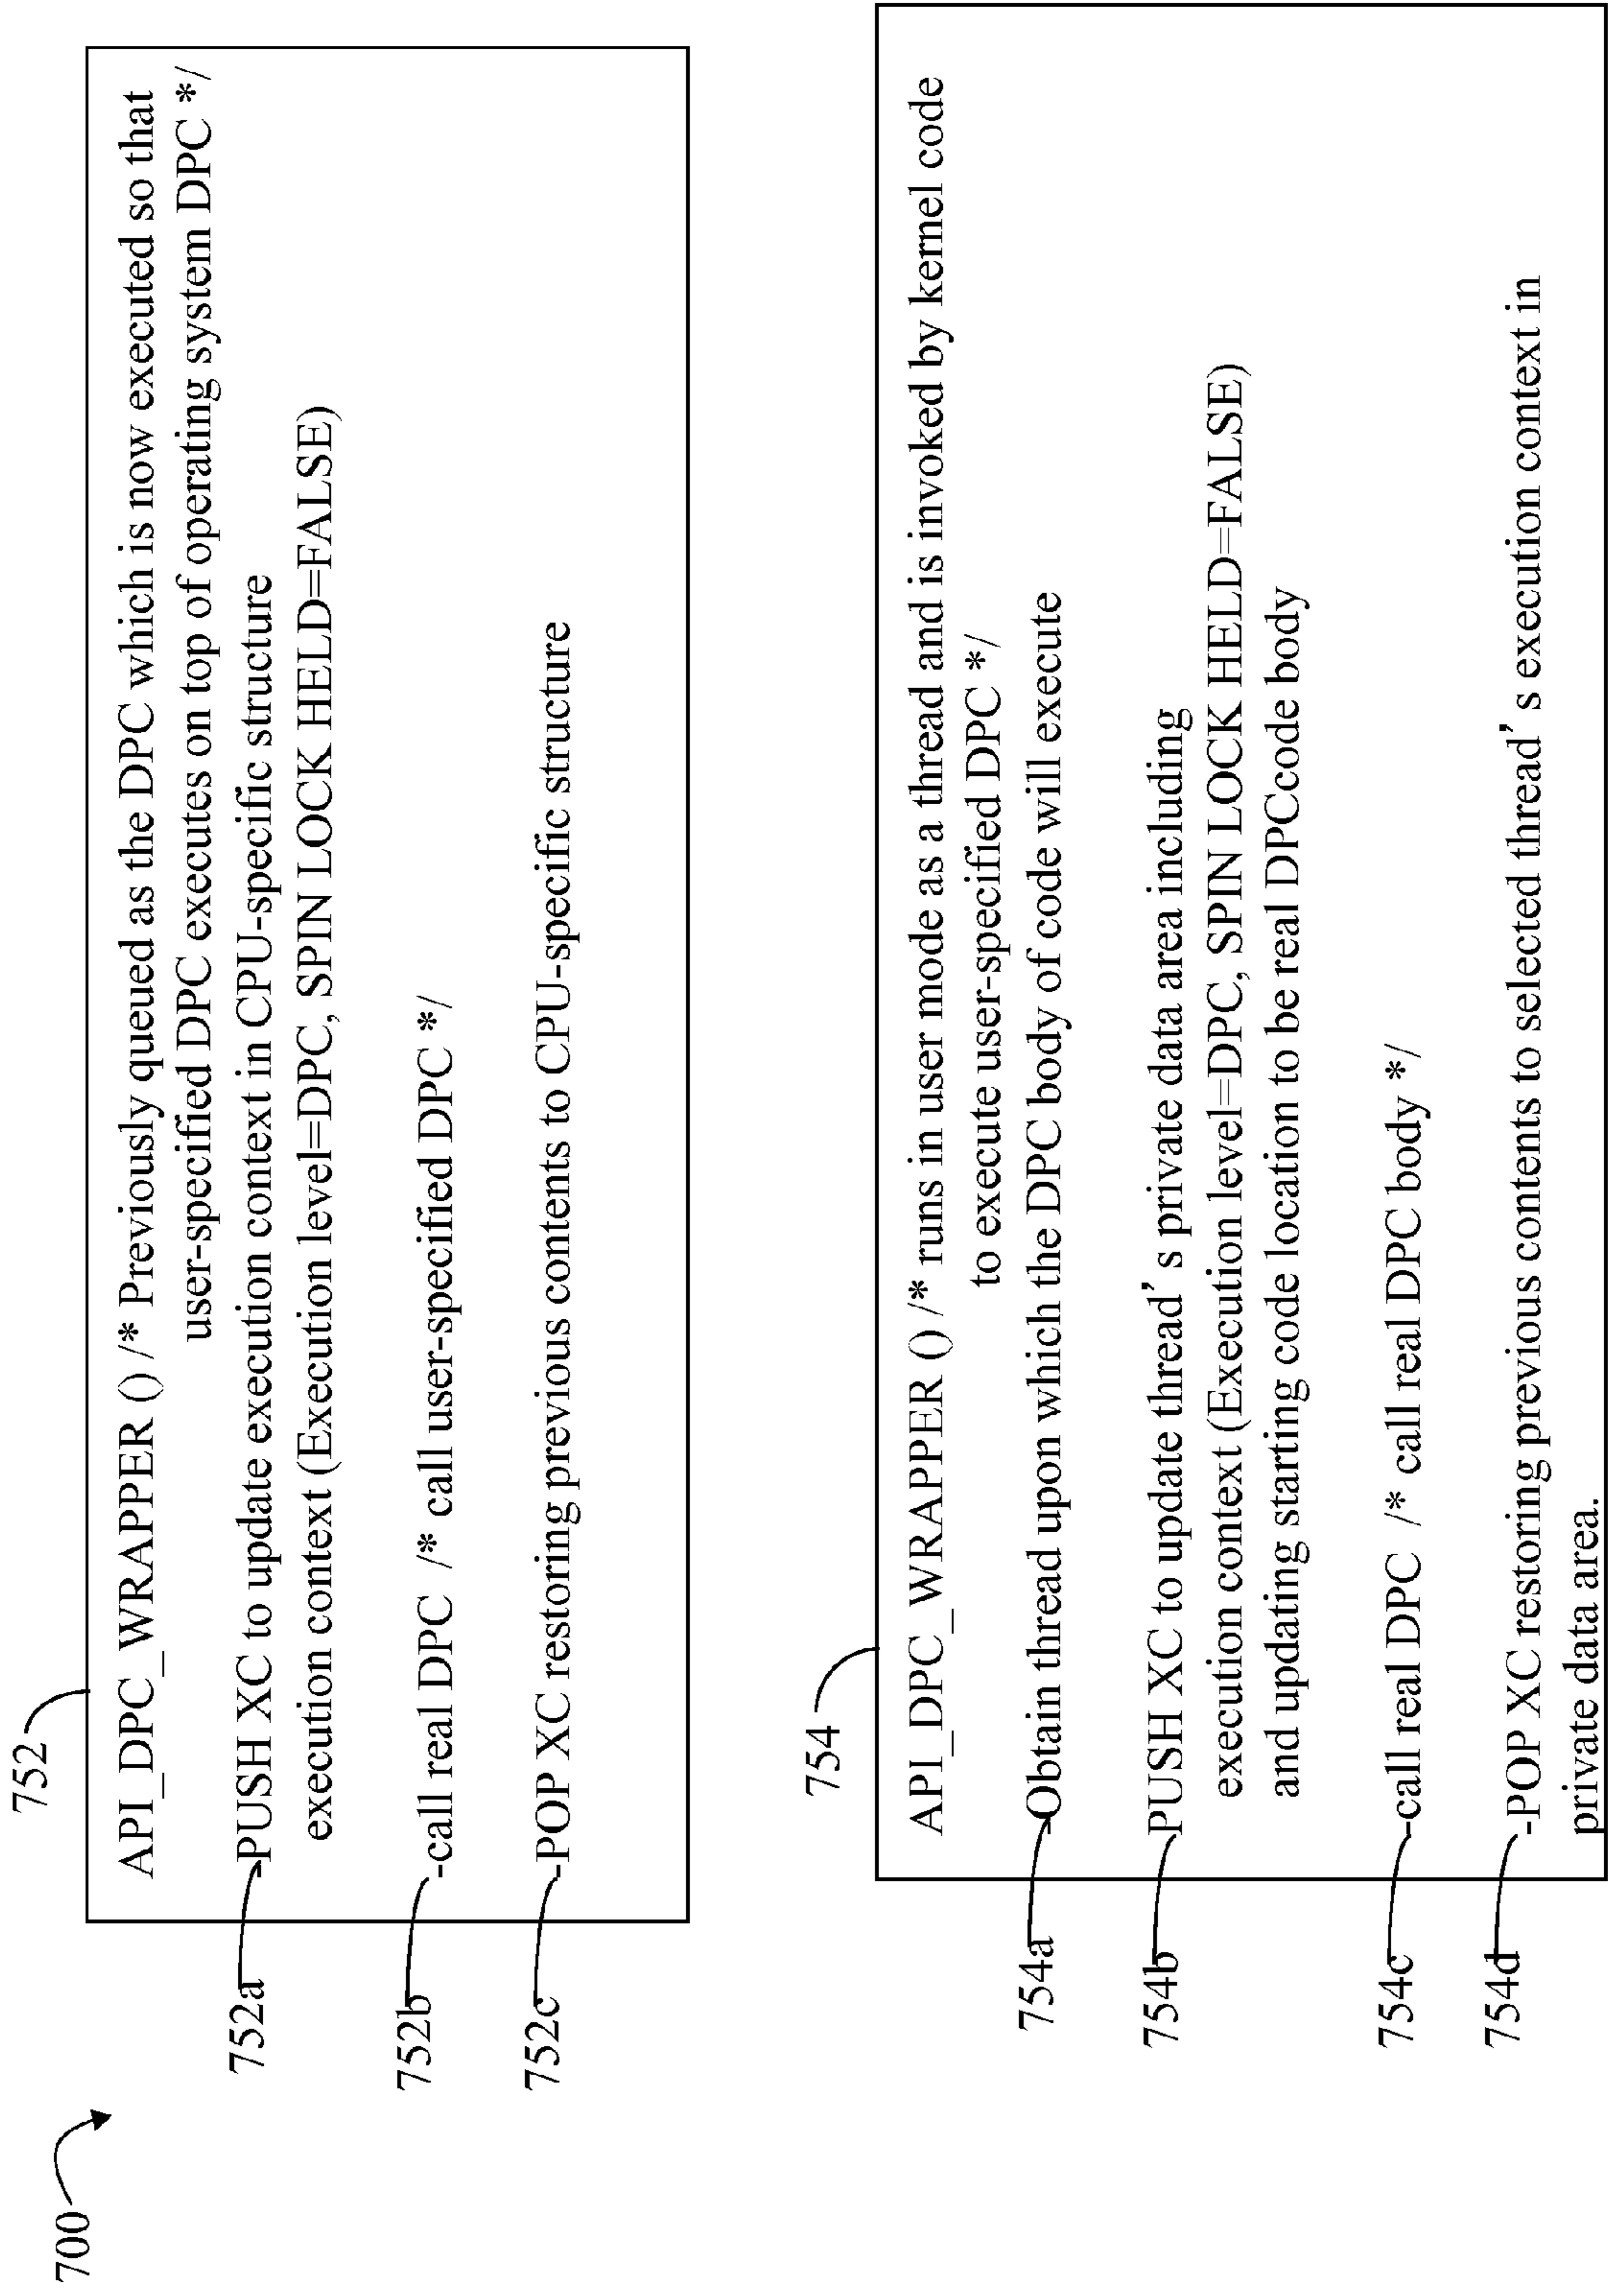 700
752
API_DPC_WRAPPER () /* Previously queued as the DPC which is now executed so that
user-specified DPC executes on top of operating system DPC */
752a
-PUSH XC to update execution context in CPU-specific structure
execution context (Execution level=DPC, SPIN LOCK HELD=FALSE)
752b
-call real DPC /* call user-specified DPC */
752c
-POP XC restoring previous contents to CPU-specific structure
754
API_DPC_WRAPPER () /* runs in user mode as a thread and is invoked by kernel code
to execute user-specified DPC */
754a
-Obtain thread upon which the DPC body of code will execute
754b
-PUSH XC to update thread's private data area including
execution context (Execution level=DPC, SPIN LOCK HELD=FALSE)
and updating starting code location to be real DPCcode body
754c
-call real DPC /* call real DPC body */
754d
-POP XC restoring previous contents to selected thread's execution context in
private data area.